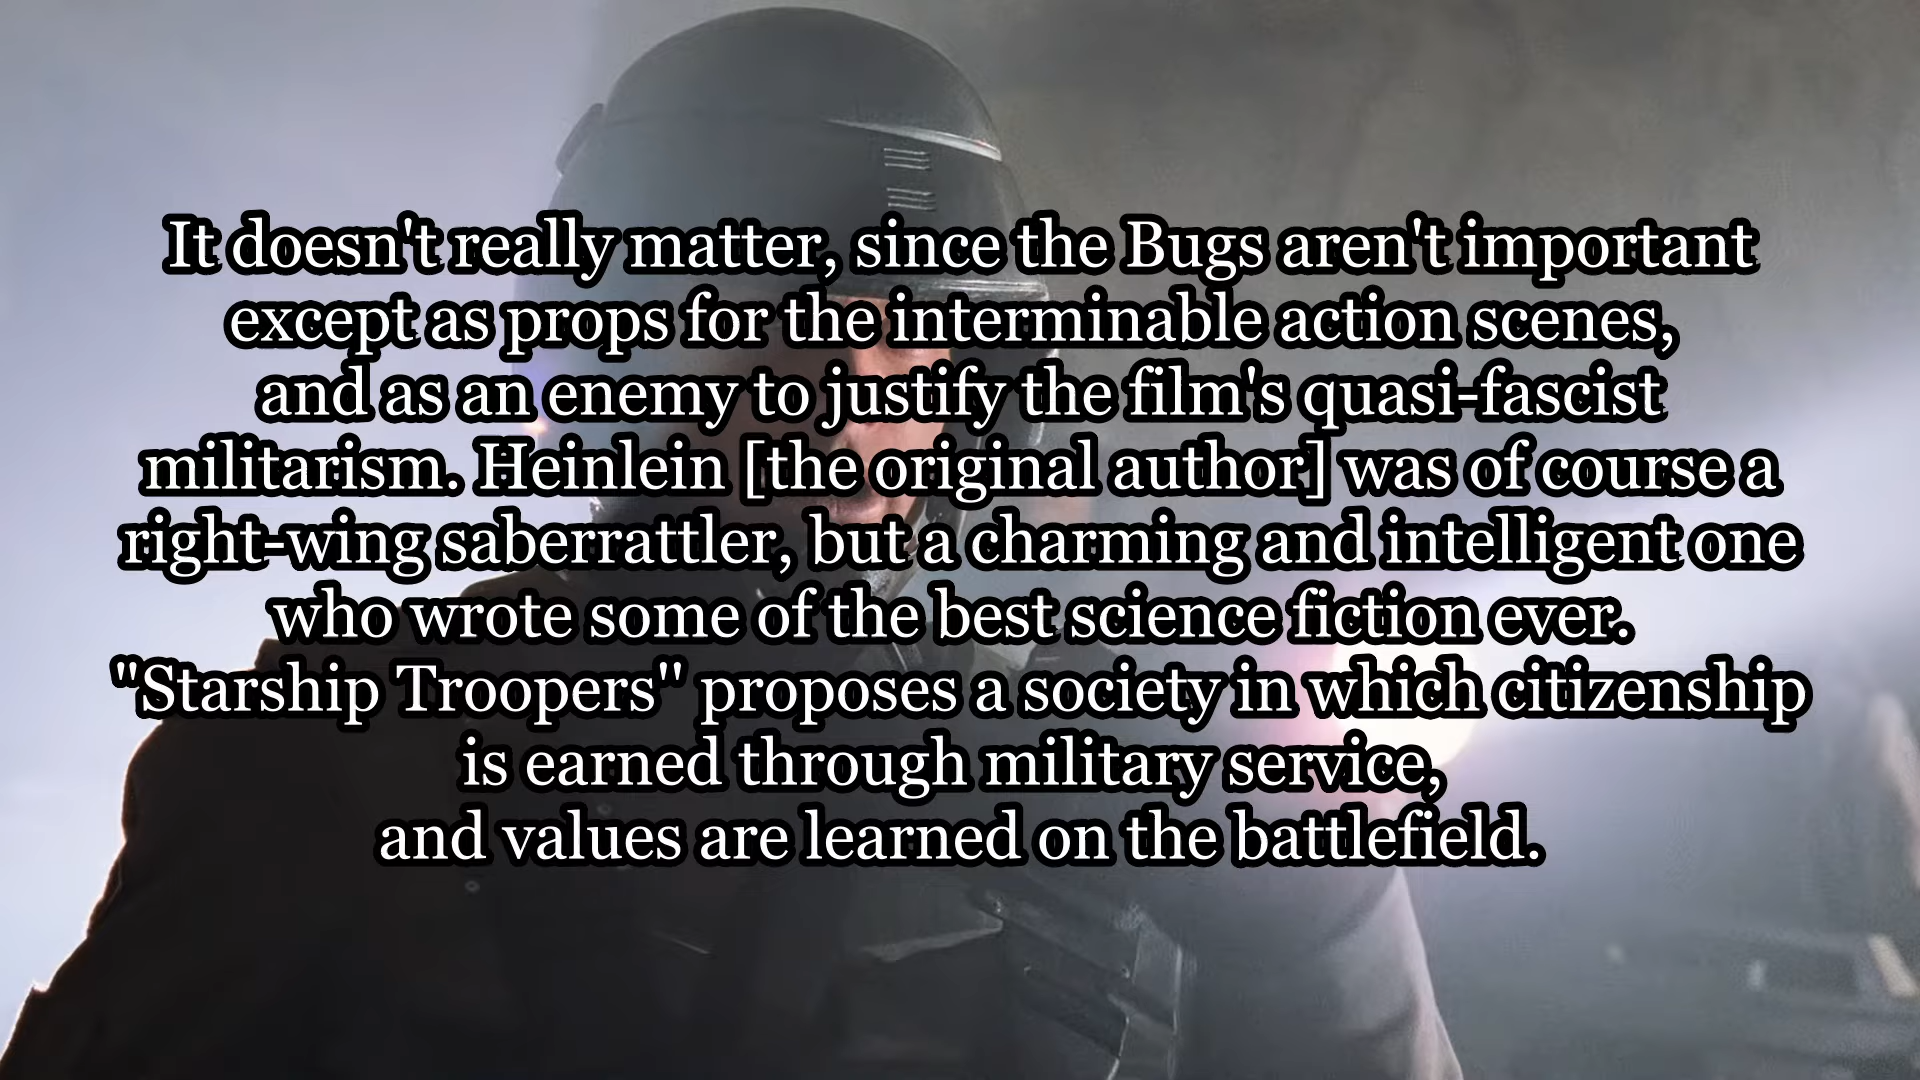 It doesn't really matter, since the Bugs aren't important
except as props for the interminable action scenes,
and as an enemy to justify the film's quasi-fascist
militarism. Heinlein [the original author] was of course a
right-wing saberrattler, but a charming and intelligent one
who wrote some of the best science fiction ever.
"Starship Troopers'' proposes a society in which citizenship
is earned through military service,
and values are learned on the battlefield.